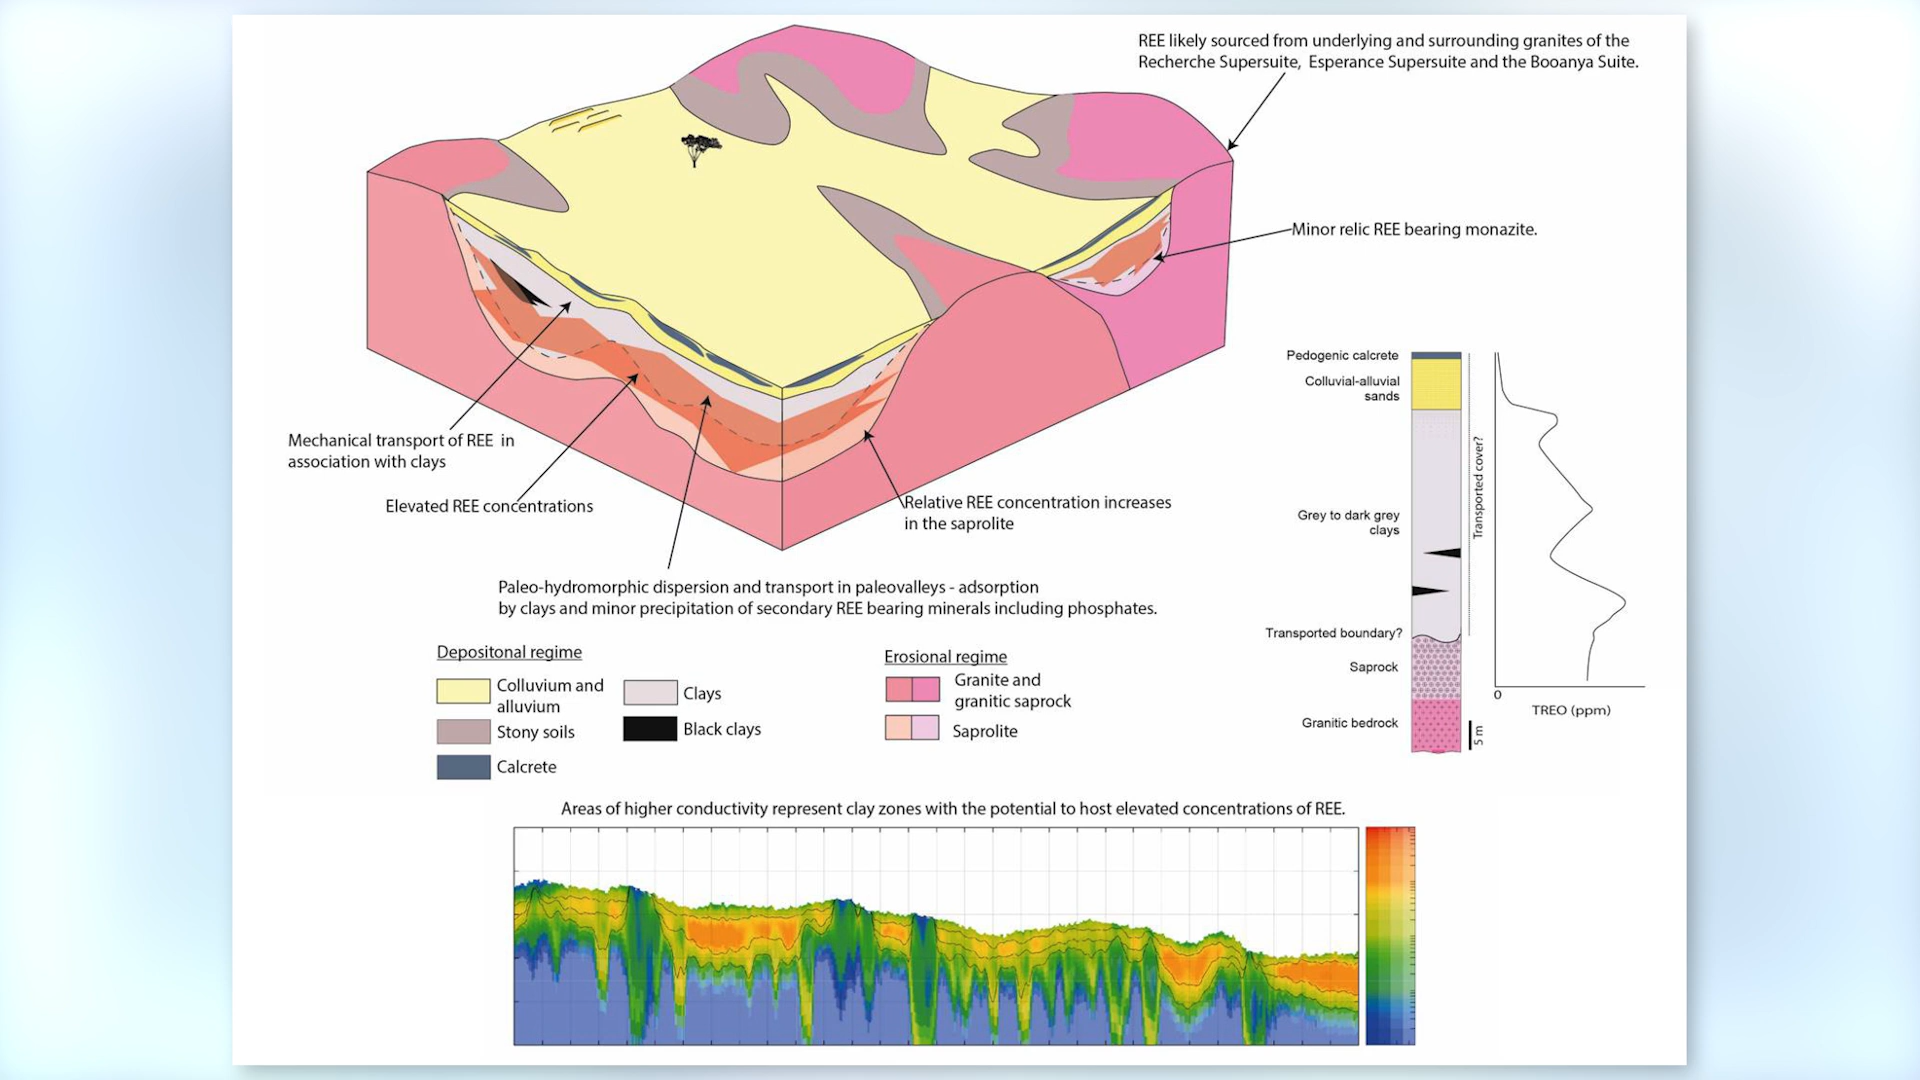 REE likely sourced from underlying and surrounding granites of the
Recherche Supersuite, Esperance Supersuite and the Booanya Suite.
Minor relic REE bearing monazite.
Mechanical transport of REE in
association with clays
Elevated REE concentrations
Relative REE concentration increases
in the saprolite
Paleo-hydromorphic dispersion and transport in paleovalleys - adsorption
by clays and minor precipitation of secondary REE bearing minerals including phosphates.
Pedogenic calcrete
Colluvial-alluvial
sands
Grey to dark grey
clays
Transported cover?
Transported boundary?
Saprock
Granitic bedrock
5 m
0
TREO (ppm)
Depositonal regime
Colluvium and
alluvium
Stony soils
Calcrete
Clays
Black clays
Erosional regime
Granite and
granitic saprock
Saprolite
Areas of higher conductivity represent clay zones with the potential to host elevated concentrations of REE.